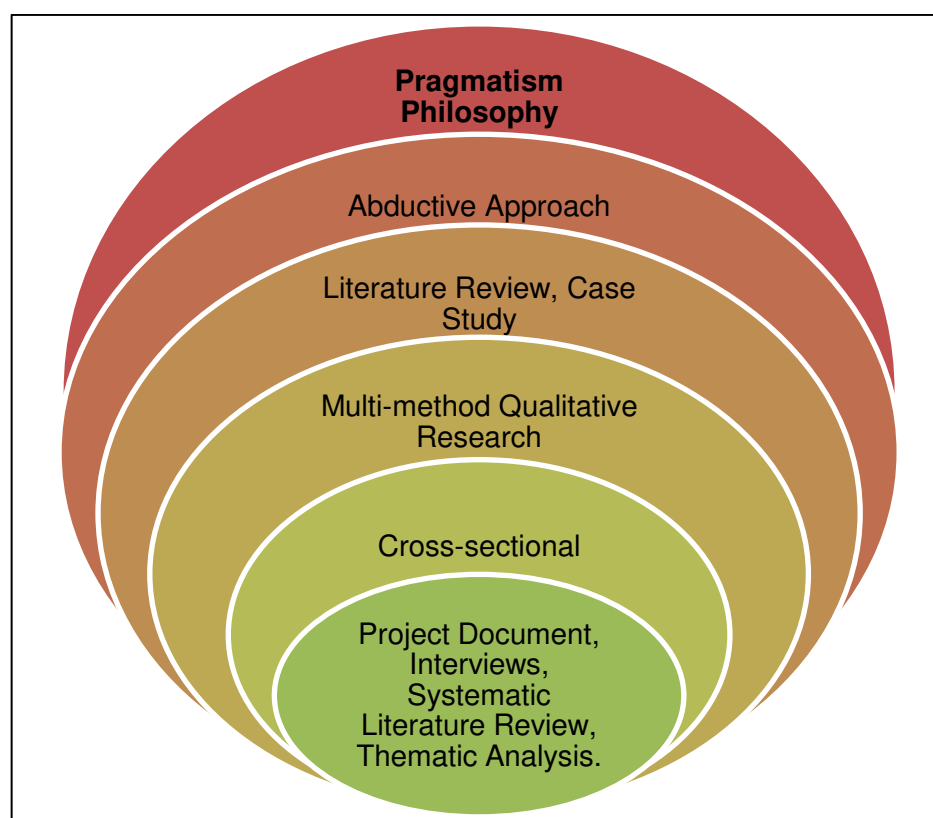 Pragmatism
Philosophy
Abductive Approach
Literature Review, Case
Study
Multi-method Qualitative
Research
Cross-sectional
Project Document,
Interviews,
Systematic
Literature Review,
Thematic Analysis.